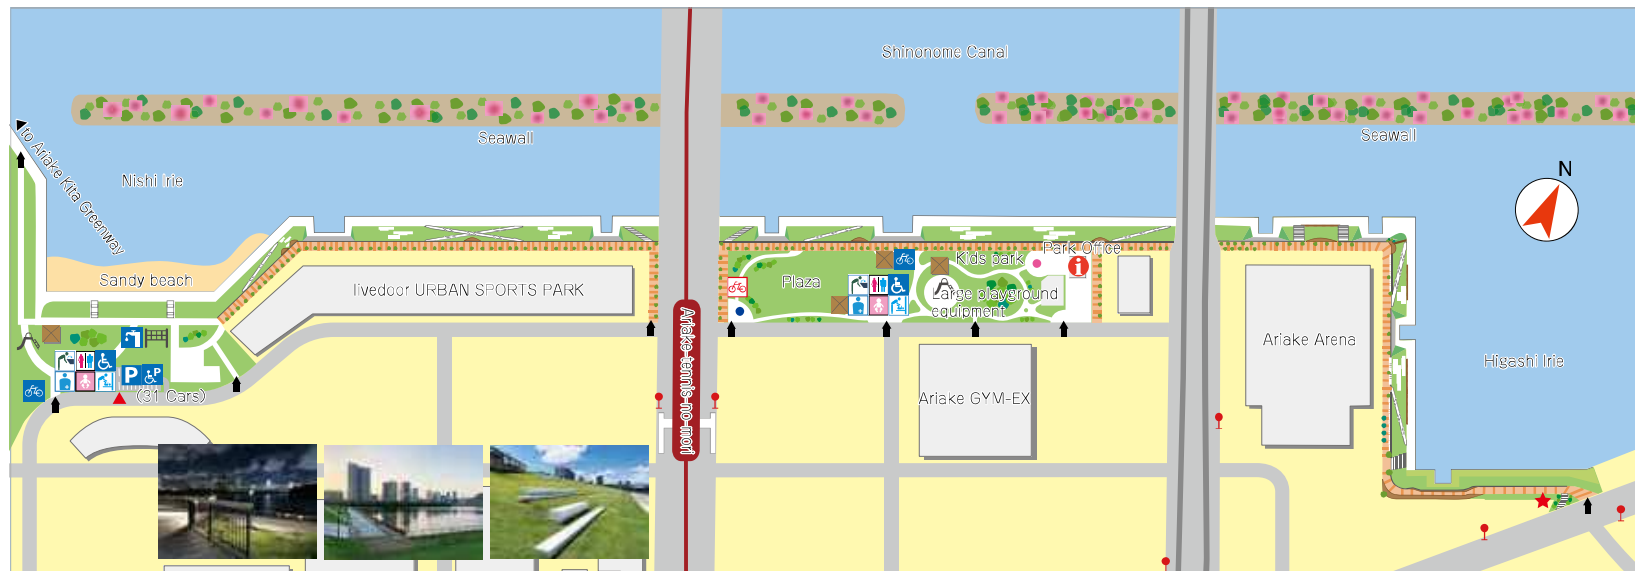 Shinonome Canal
Seawall
Seawall
to Ariake Kita Greenway
Nishi Irie
N
Park Office
Kids park
Sandy beach
Plaza
livedoor URBAN SPORTS PARK
Large playground
equipment
i
Ariake-tennis-no-mori
Ariake Arena
Higashi Irie
P
P
(31 Cars)
Ariake GYM-EX